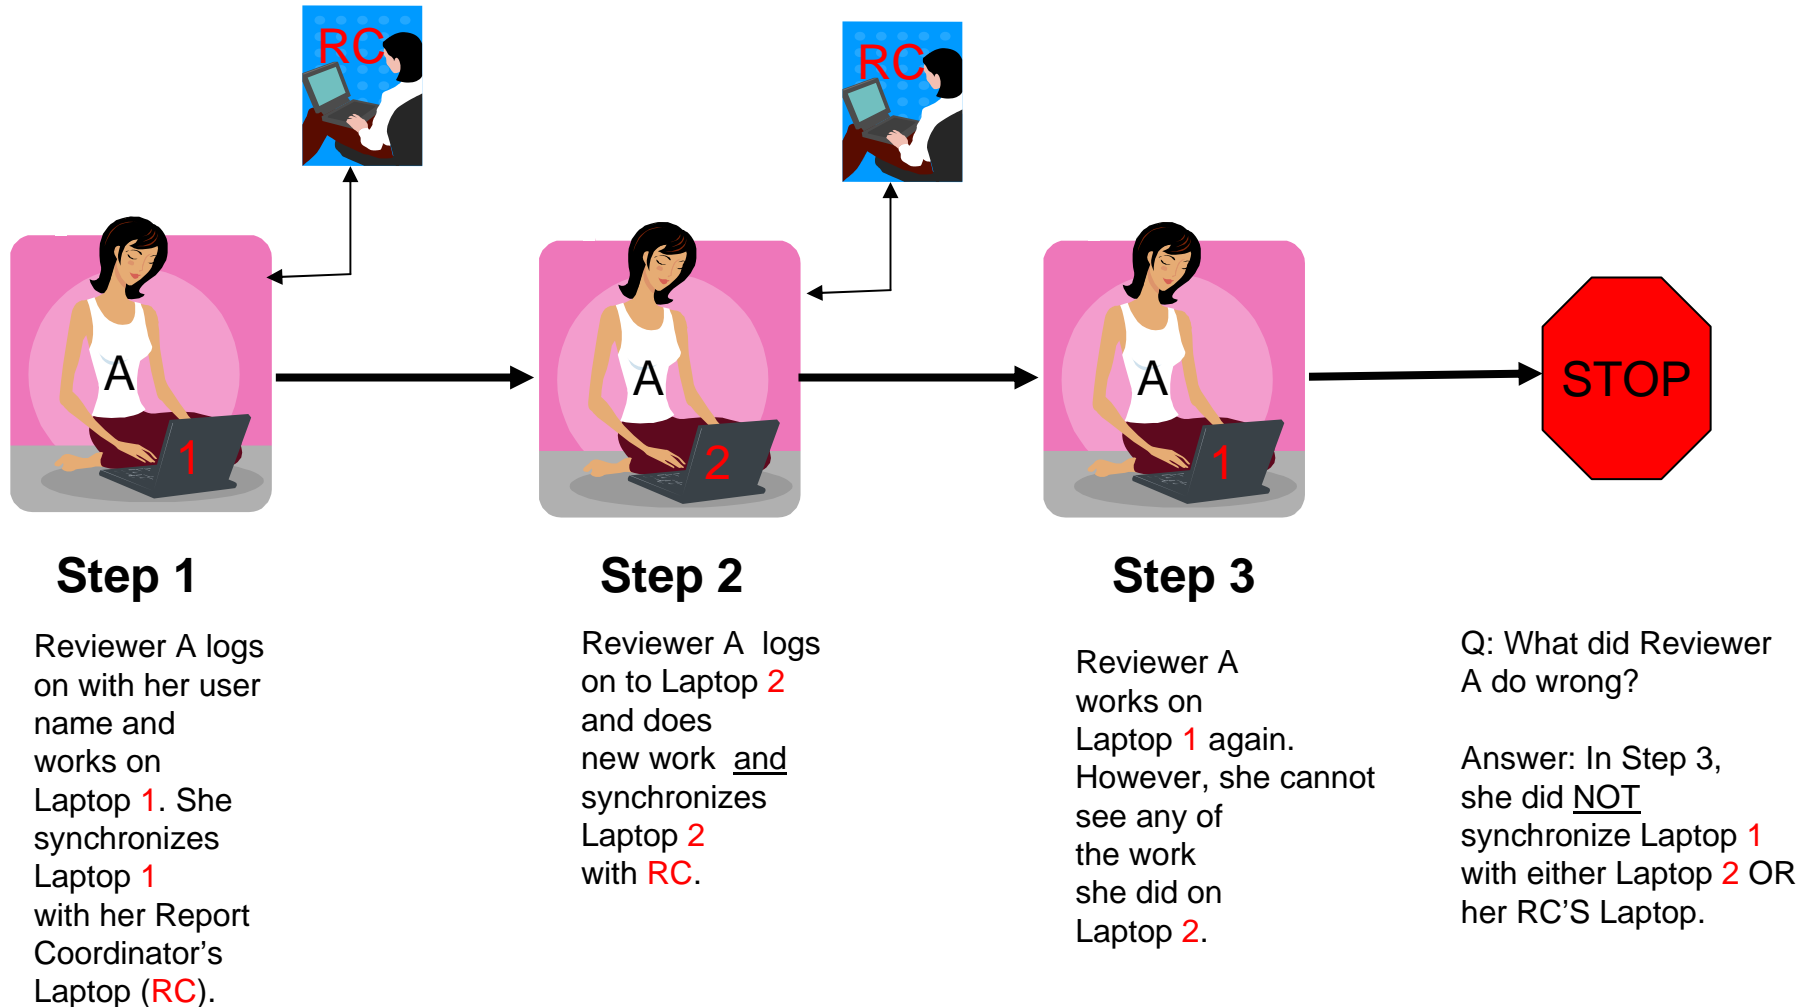 RC
RC
A
1
A
2
A
1
STOP
Step 1
Reviewer A logs
on with her user
name and
works on
Laptop 1. She
synchronizes
Laptop 1
with her Report
Coordinator’s
Laptop (RC).
Step 2
Reviewer A  logs
on to Laptop 2
and does
new work  and
synchronizes
Laptop 2
with RC.
Step 3
Reviewer A
works on
Laptop 1 again.
However, she cannot
see any of
the work
she did on
Laptop 2.
Q: What did Reviewer
A do wrong?
Answer: In Step 3,
she did NOT
synchronize Laptop 1
with either Laptop 2 OR
her RC’S Laptop.